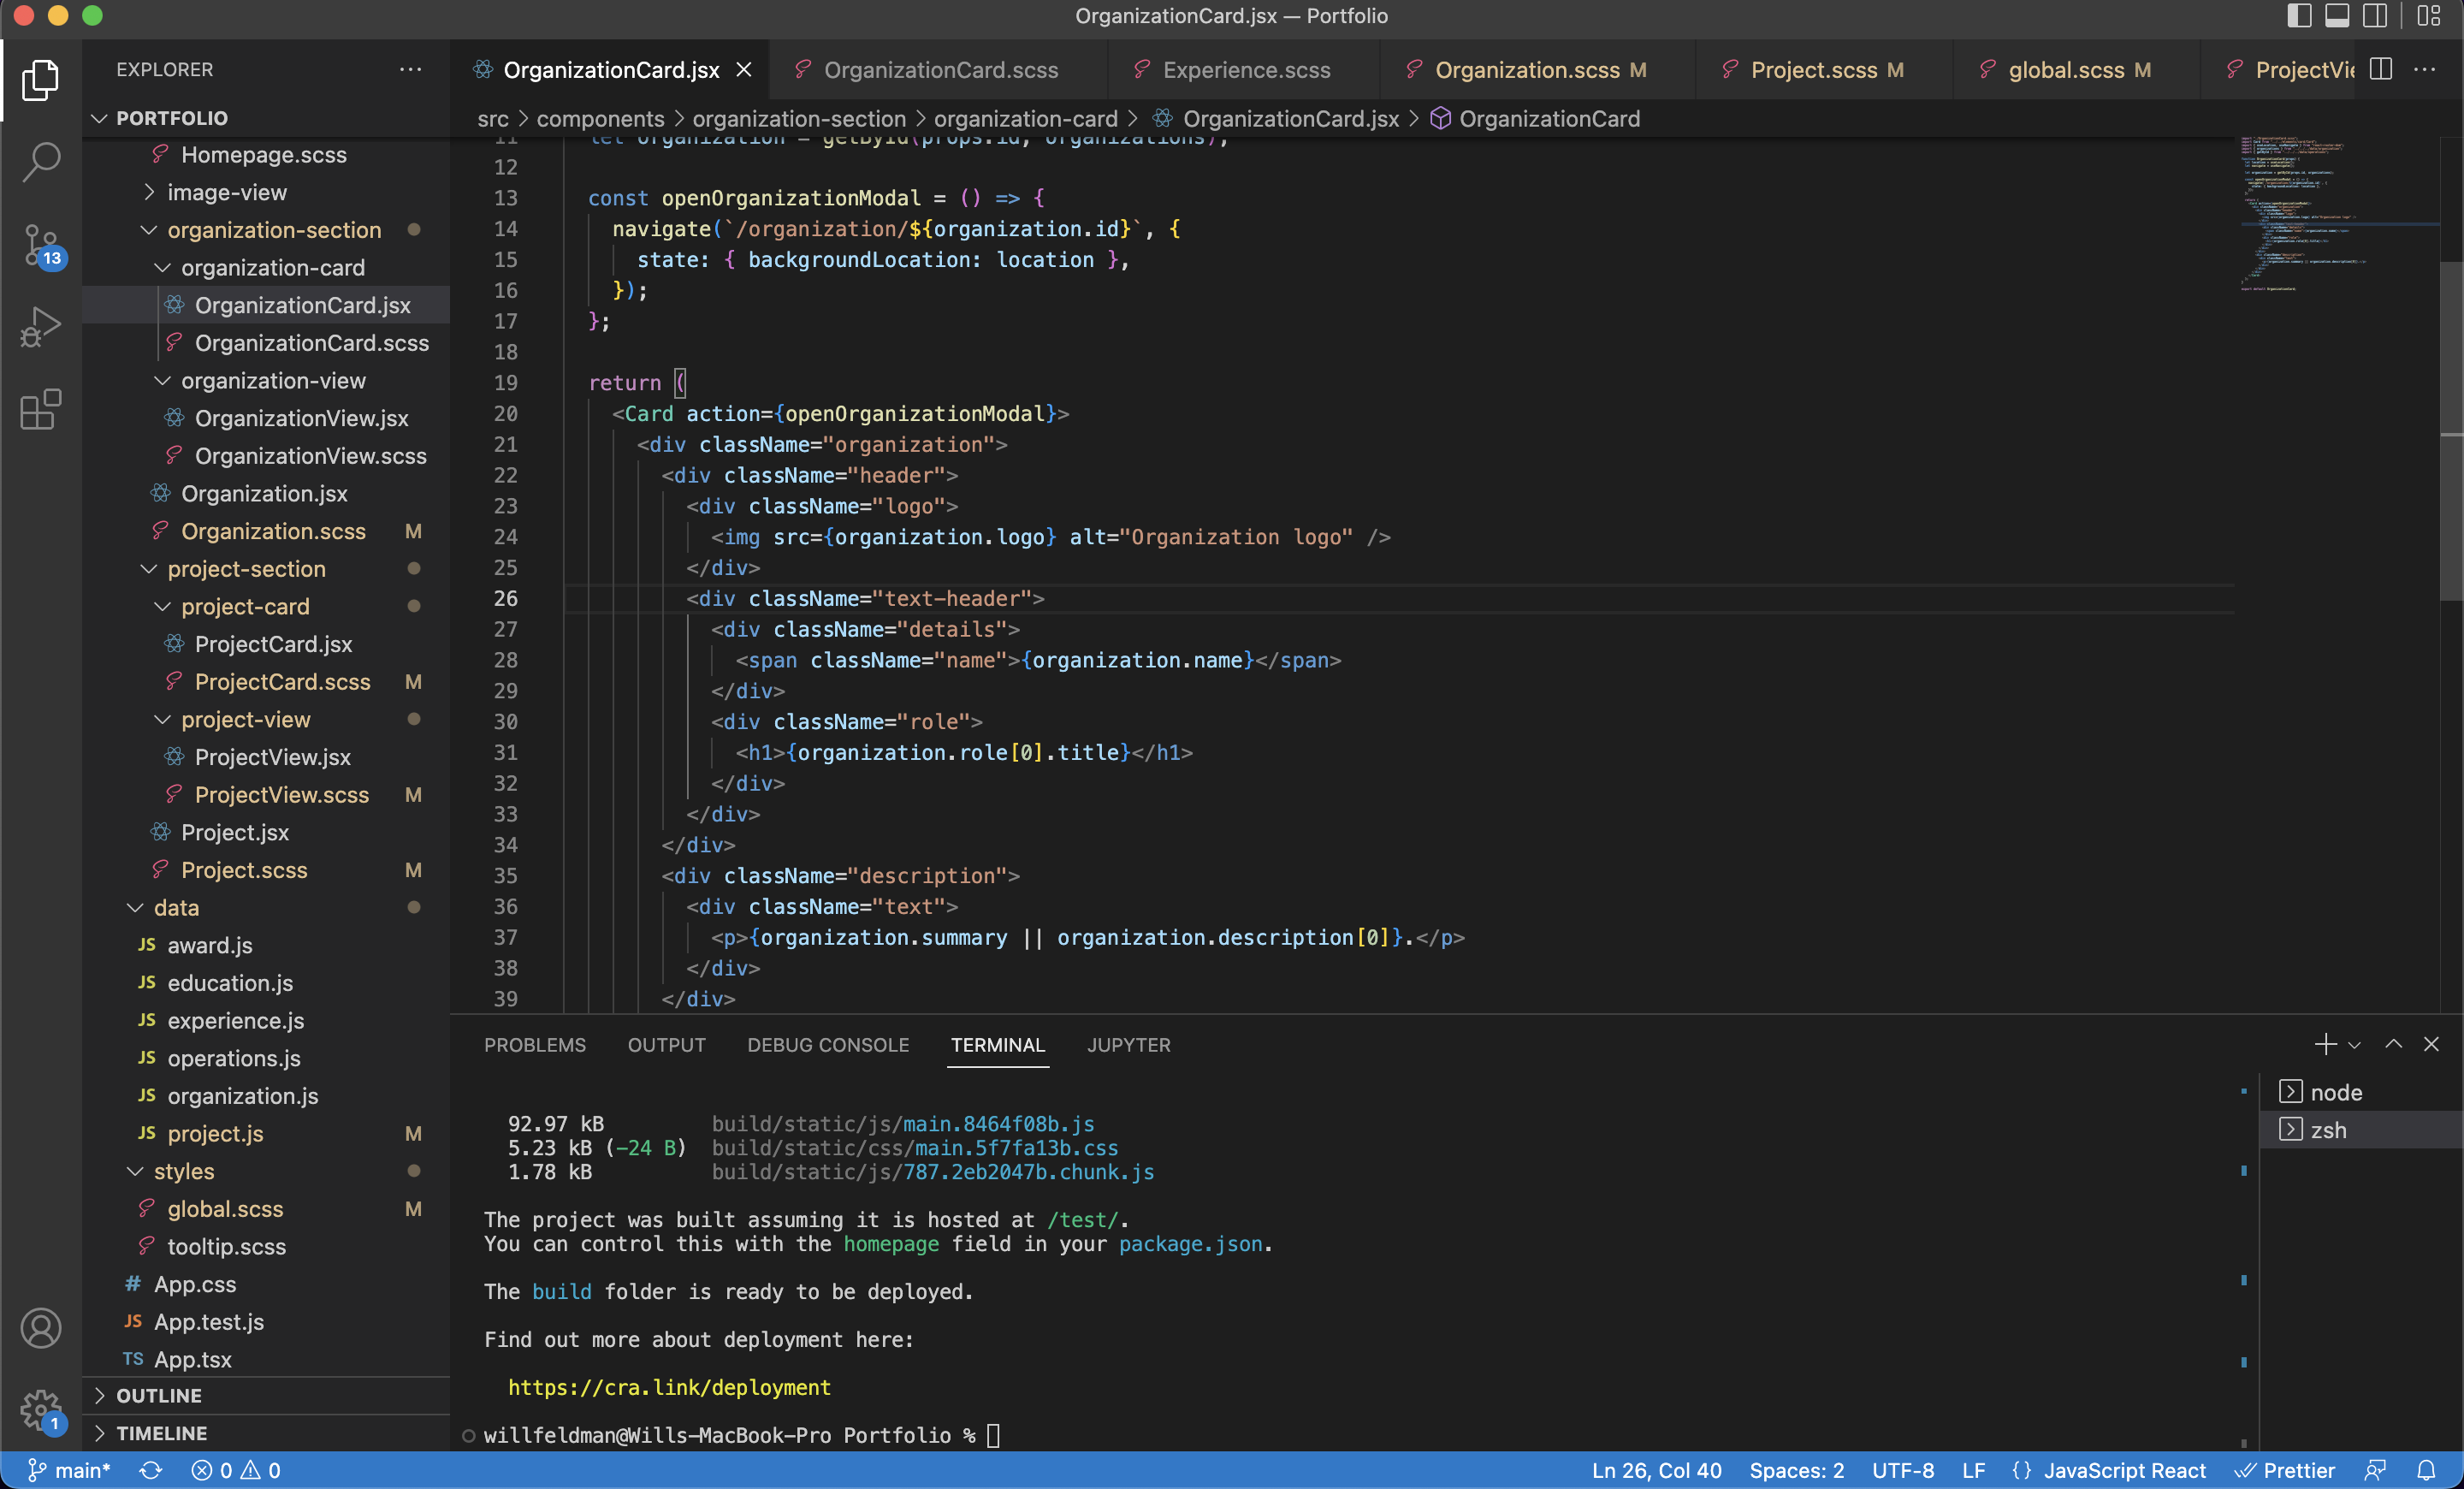 OrganizationCard.jsx — Portfolio
EXPLORER
PORTFOLIO
Homepage.scss
image-view
organization-section
organization-card
OrganizationCard.jsx
OrganizationCard.scss
organization-view
OrganizationView.jsx
OrganizationView.scss
Organization.jsx
Organization.scss M
project-section
project-card
ProjectCard.jsx
ProjectCard.scss M
project-view
ProjectView.jsx
ProjectView.scss M
Project.jsx
Project.scss M
data
JS award.js
JS education.js
JS experience.js
JS operations.js
JS organization.js
JS project.js M
styles
global.scss M
tooltip.scss
# App.css
JS App.test.js
TS App.tsx
OUTLINE
TIMELINE
13
1
OrganizationCard.jsx OrganizationCard.scss Experience.scss Organization.scss M Project.scss M global.scss M ProjectVie
src > components > organization-section > organization-card > OrganizationCard.jsx > OrganizationCard
11 let organization = getById(props.id, organizations);
12
13 const openOrganizationModal = () => {
14 navigate(`/organization/${organization.id}`, {
15 state: { backgroundLocation: location },
16 });
17 };
18
19 return (
20 <Card action={openOrganizationModal}>
21 <div className="organization">
22 <div className="header">
23 <div className="logo">
24 <img src={organization.logo} alt="Organization logo" />
25 </div>
26 <div className="text-header">
27 <div className="details">
28 <span className="name">{organization.name}</span>
29 </div>
30 <div className="role">
31 <h1>{organization.role[0].title}</h1>
32 </div>
33 </div>
34 </div>
35 <div className="description">
36 <div className="text">
37 <p>{organization.summary || organization.description[0]}.</p>
38 </div>
39 </div>
PROBLEMS OUTPUT DEBUG CONSOLE TERMINAL JUPYTER
92.97 kB build/static/js/main.8464f08b.js
5.23 kB (-24 B) build/static/css/main.5f7fa13b.css
1.78 kB build/static/js/787.2eb2047b.chunk.js
The project was built assuming it is hosted at /test/.
You can control this with the homepage field in your package.json.
The build folder is ready to be deployed.
Find out more about deployment here:
https://cra.link/deployment
willfeldman@Wills-MacBook-Pro Portfolio %
node
zsh
main* 0 0 Ln 26, Col 40 Spaces: 2 UTF-8 LF {} JavaScript React Prettier